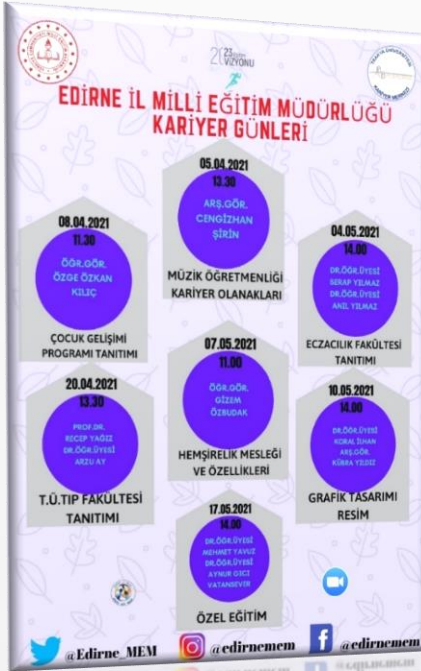 2023 EĞİTİM
VİZYONU
EDİRNE İL MİLLİ EĞİTİM MÜDÜRLÜĞÜ
KARİYER GÜNLERİ
05.04.2021
13.30
ARŞ.GÖR.
CENGİZHAN
ŞİRİN
MÜZİK ÖĞRETMENLİĞİ
KARİYER OLANAKLARI
08.04.2021
11.30
ÖĞR.GÖR.
ÖZGE ÖZKAN
KILIÇ
ÇOCUK GELİŞİMİ
PROGRAMI TANITIMI
04.05.2021
14.00
DR.ÖĞR.ÜYESİ
SERAP YILMAZ
DR.ÖĞR.ÜYESİ
ANIL YILMAZ
ECZACILIK FAKÜLTESİ
TANITIMI
20.04.2021
13.30
PROF.DR.
RECEP YAĞIZ
DR.ÖĞR.ÜYESİ
ARZU AY
T.Ü.TIP FAKÜLTESİ
TANITIMI
07.05.2021
11.00
ÖĞR.GÖR.
GİZEM
ÖZBUDAK
HEMŞİRELİK MESLEĞİ
VE ÖZELLİKLERİ
10.05.2021
14.00
DR.ÖĞR.ÜYESİ
KORAL İLHAN
ARŞ.GÖR.
KÜBRA YILDIZ
GRAFİK TASARIMI
RESİM
17.05.2021
14.00
DR.ÖĞR.ÜYESİ
MEHMET YAVUZ
DR.ÖĞR.ÜYESİ
AYNUR GICI
VATANSEVER
ÖZEL EĞİTİM
@Edirne_MEM
@edirnemem
@edirnemem